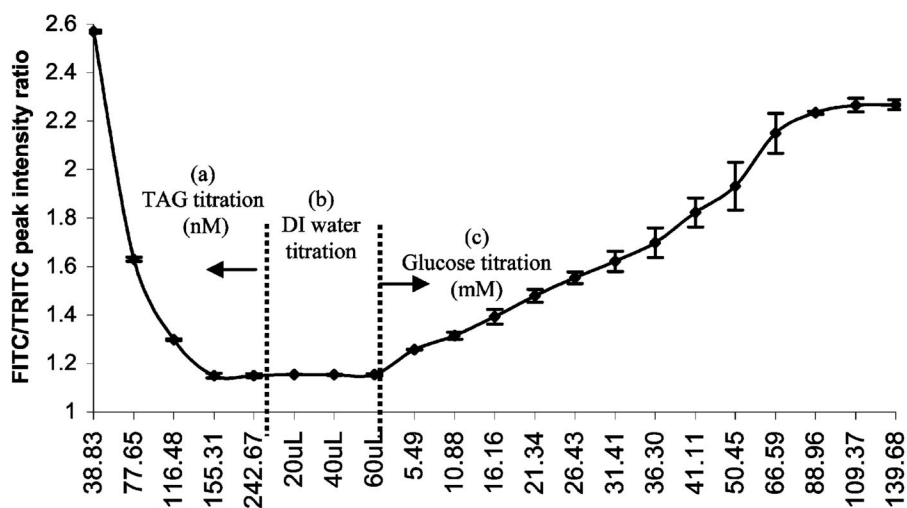 FITC/TRITC peak intensity ratio
2.6
2.4
2.2
2
1.8
1.6
1.4
1.2
1
(a)
TAG titration
(nM)
(b)
DI water
titration
(c)
Glucose titration
(mM)
38.83
77.65
116.48
155.31
242.67
20uL
40uL
60uL
5.49
10.88
16.16
21.34
26.43
31.41
36.30
41.11
50.45
66.59
88.96
109.37
139.68